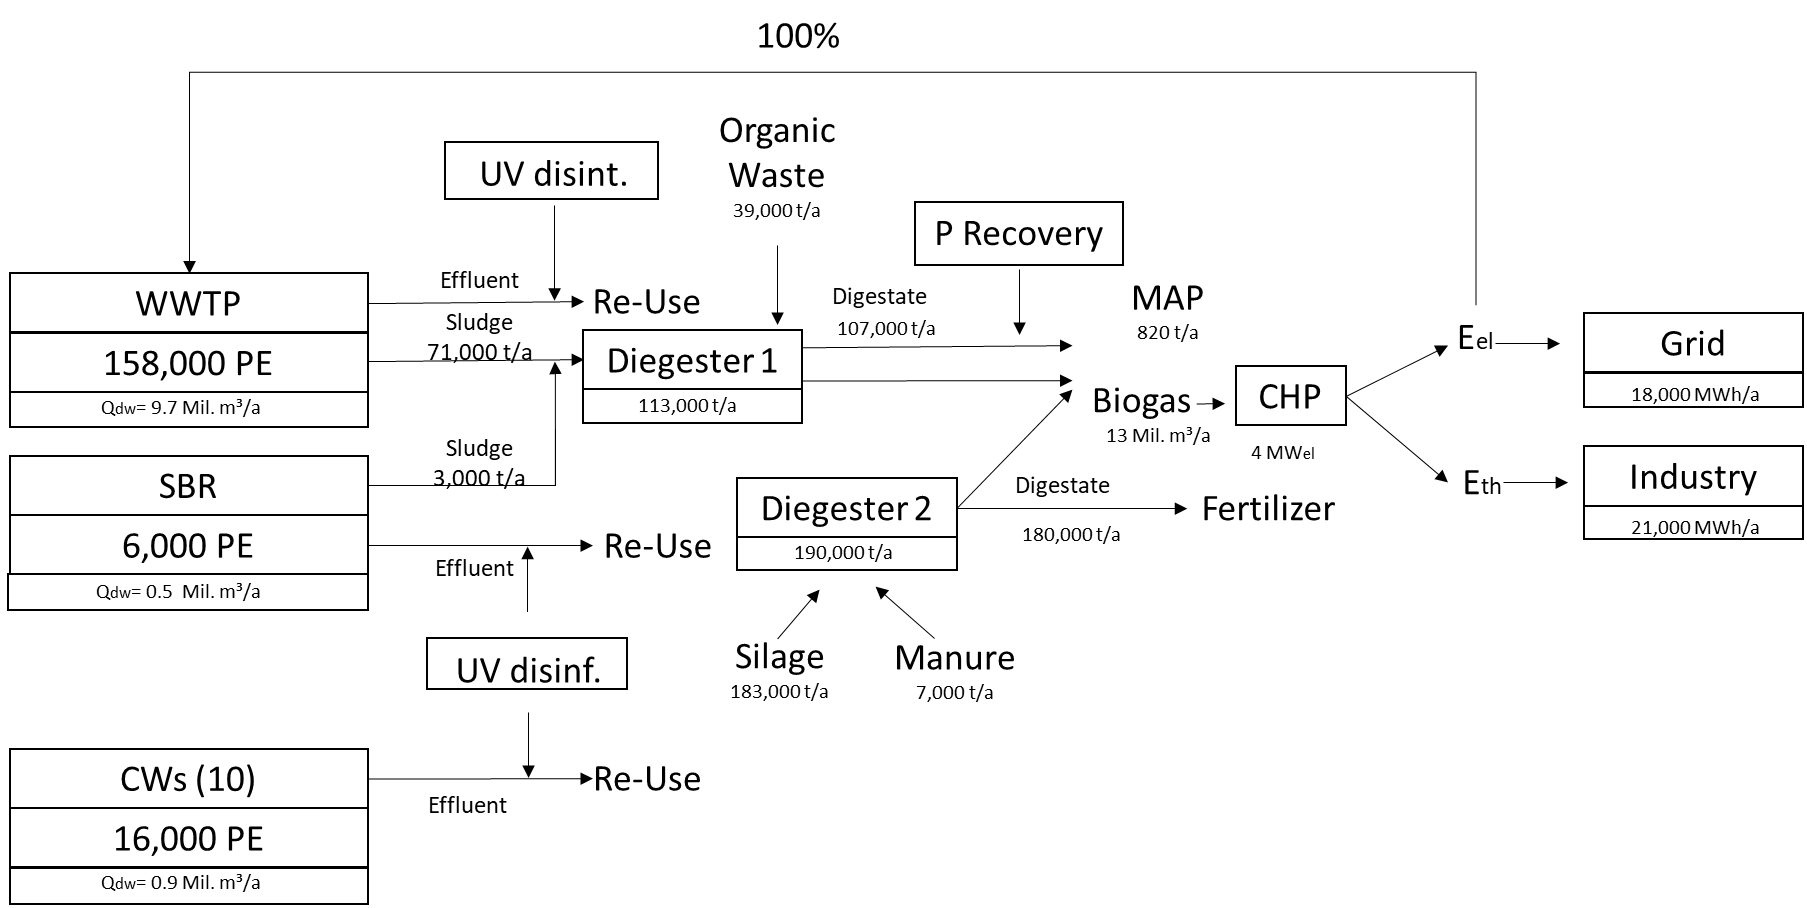 100%
Organic
Waste
39,000 t/a
UV disint.
P Recovery
WWTP
158,000 PE
Qdw= 9.7 Mil. m³/a
Effluent
Re-Use
Sludge
71,000 t/a
Diegester 1
113,000 t/a
Digestate
107,000 t/a
MAP
820 t/a
Biogas
13 Mil. m³/a
CHP
4 MWel
Eel
Grid
18,000 MWh/a
Eth
Industry
21,000 MWh/a
SBR
6,000 PE
Qdw= 0.5 Mil. m³/a
Sludge
3,000 t/a
Effluent
Re-Use
Diegester 2
190,000 t/a
Digestate
180,000 t/a
Fertilizer
Silage
183,000 t/a
Manure
7,000 t/a
UV disinf.
CWs (10)
16,000 PE
Qdw= 0.9 Mil. m³/a
Effluent
Re-Use